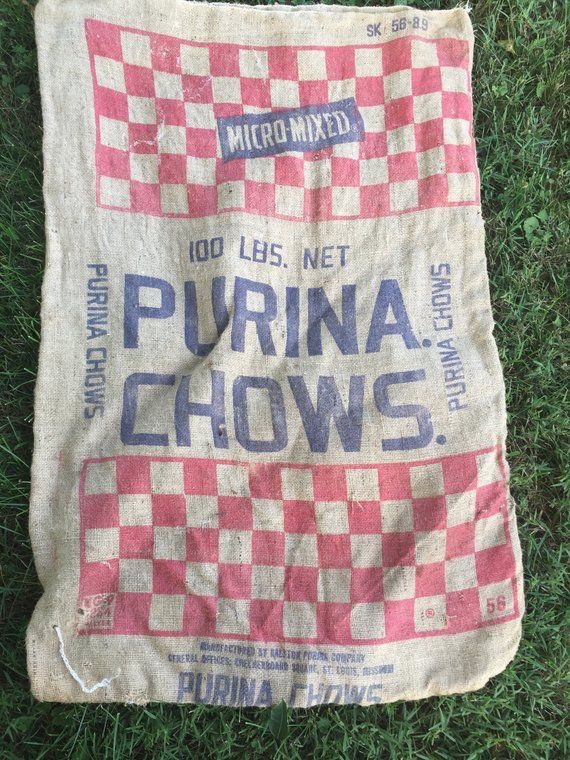 SK 56-89
MICRO-MIXED
100 LBS. NET
PURINA CHOWS
PURINA.
CHOWS.
PURINA CHOWS
56
MANUFACTURED BY RALSTON PURINA COMPANY
GENERAL OFFICES: CHECKERBOARD SQUARE, ST. LOUIS, MISSOURI
PURINA CHOWS